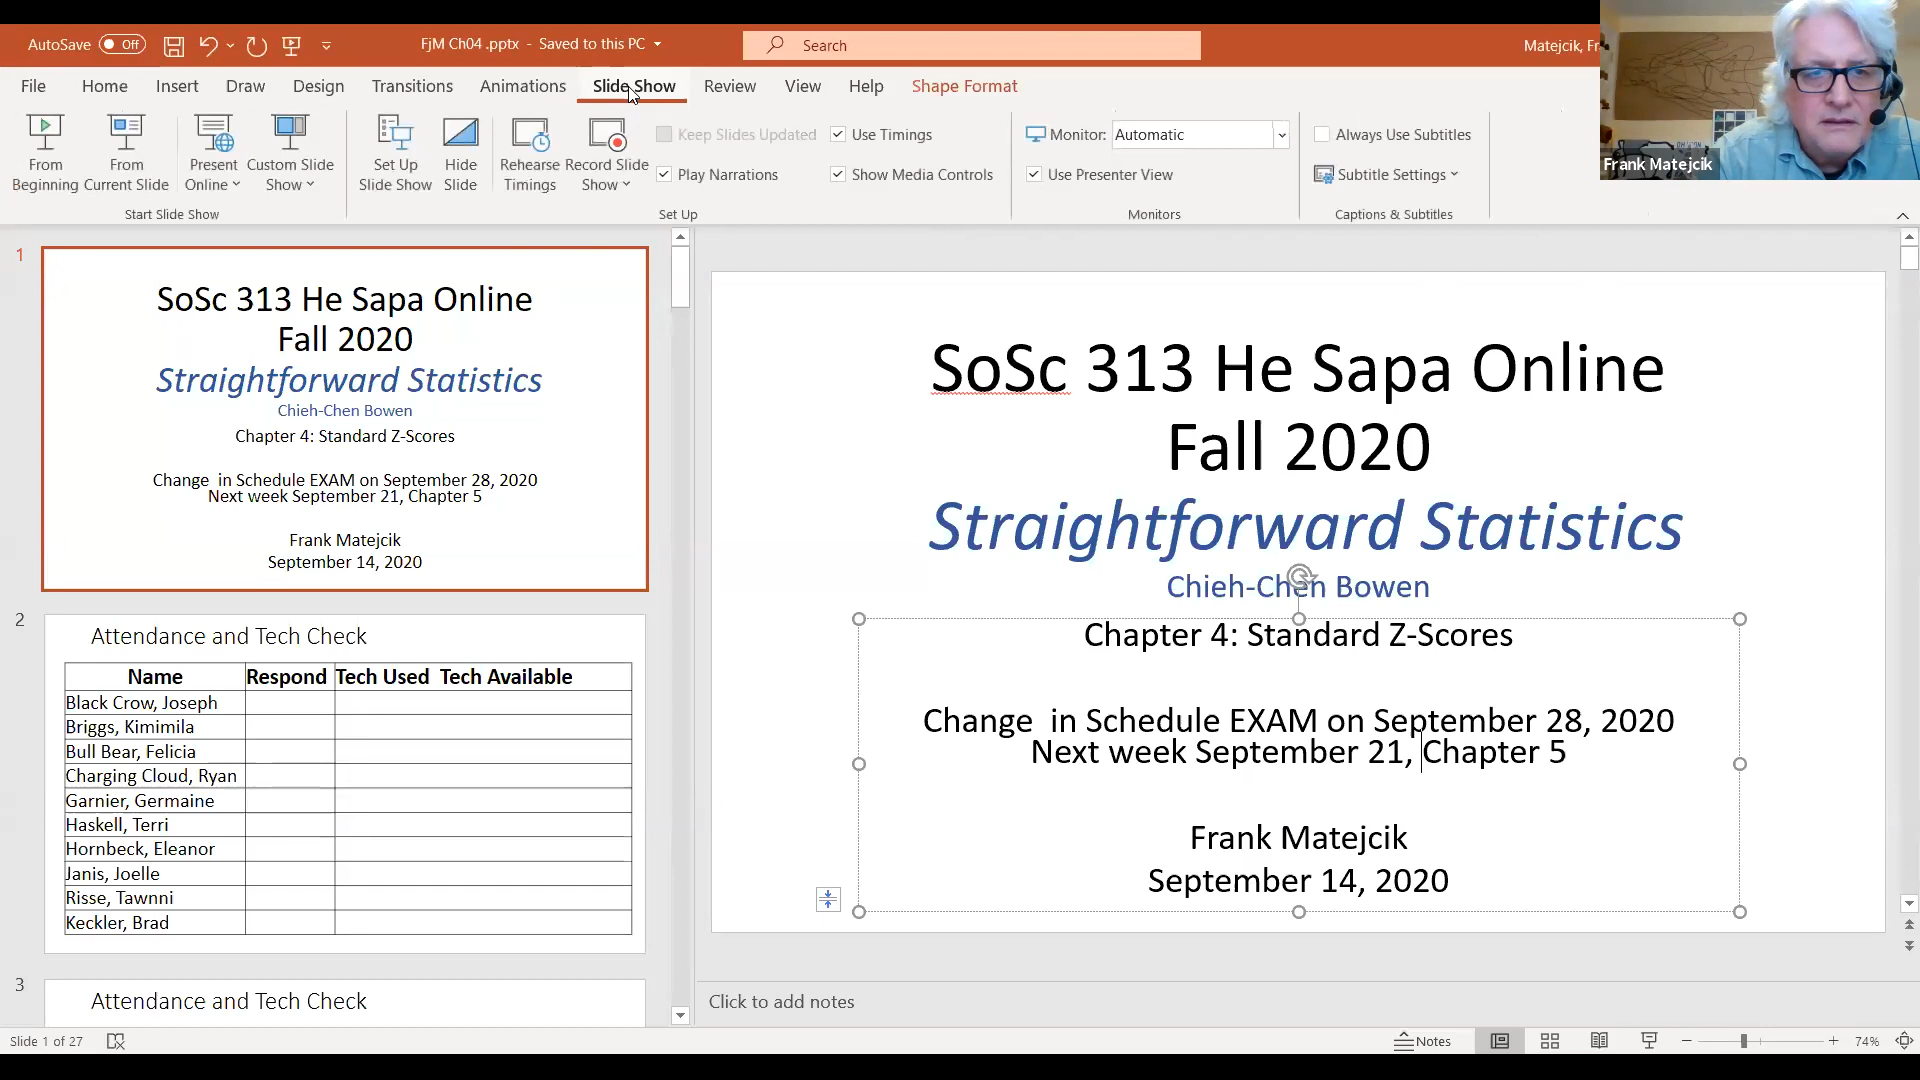 AutoSave Off
FjM Ch04 .pptx - Saved to this PC
Search
Matejcik, Fr
File Home Insert Draw Design Transitions Animations Slide Show Review View Help Shape Format
From Beginning
From Current Slide
Present Online
Custom Slide Show
Set Up Slide Show
Hide Slide
Rehearse Timings
Record Slide Show
Keep Slides Updated
Play Narrations
Use Timings
Show Media Controls
Monitor: Automatic
Use Presenter View
Always Use Subtitles
Subtitle Settings
Frank Matejcik
Start Slide Show
Set Up
Monitors
Captions & Subtitles
1
SoSc 313 He Sapa Online
Fall 2020
Straightforward Statistics
Chieh-Chen Bowen
Chapter 4: Standard Z-Scores
Change  in Schedule EXAM on September 28, 2020
Next week September 21, Chapter 5
Frank Matejcik
September 14, 2020
2
Attendance and Tech Check
Name Respond Tech Used Tech Available
Black Crow, Joseph
Briggs, Kimimila
Bull Bear, Felicia
Charging Cloud, Ryan
Garnier, Germaine
Haskell, Terri
Hornbeck, Eleanor
Janis, Joelle
Risse, Tawnni
Keckler, Brad
3
Attendance and Tech Check
SoSc 313 He Sapa Online
Fall 2020
Straightforward Statistics
Chieh-Chen Bowen
Chapter 4: Standard Z-Scores
Change  in Schedule EXAM on September 28, 2020
Next week September 21, Chapter 5
Frank Matejcik
September 14, 2020
Click to add notes
Slide 1 of 27
Notes
74%